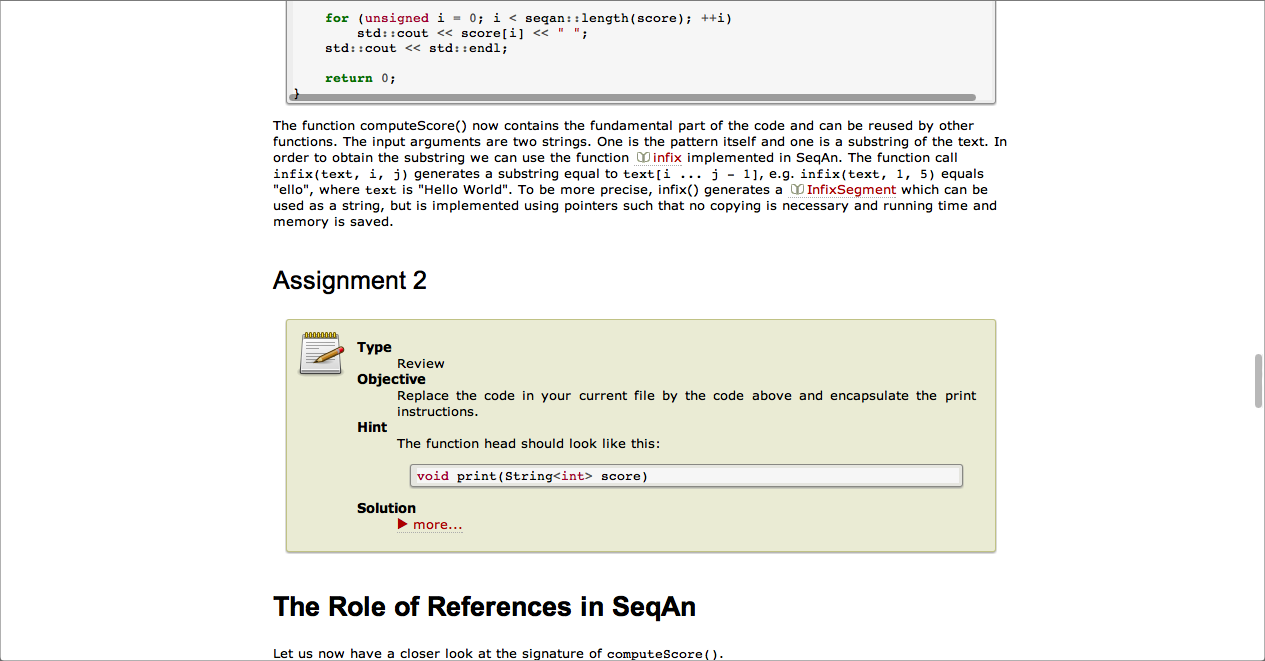 for (unsigned i = 0; i < seqan::length(score); ++i)
std::cout << score[i] << " ";
std::cout << std::endl;
return 0;
}
The function computeScore() now contains the fundamental part of the code and can be reused by other
functions. The input arguments are two strings. One is the pattern itself and one is a substring of the text. In
order to obtain the substring we can use the function infix implemented in SeqAn. The function call
infix(text, i, j) generates a substring equal to text[i ... j - 1], e.g. infix(text, 1, 5) equals
"ello", where text is "Hello World". To be more precise, infix() generates a InfixSegment which can be
used as a string, but is implemented using pointers such that no copying is necessary and running time and
memory is saved.
Assignment 2
Type
Review
Objective
Replace the code in your current file by the code above and encapsulate the print
instructions.
Hint
The function head should look like this:
void print(String<int> score)
Solution
more...
The Role of References in SeqAn
Let us now have a closer look at the signature of computeScore().